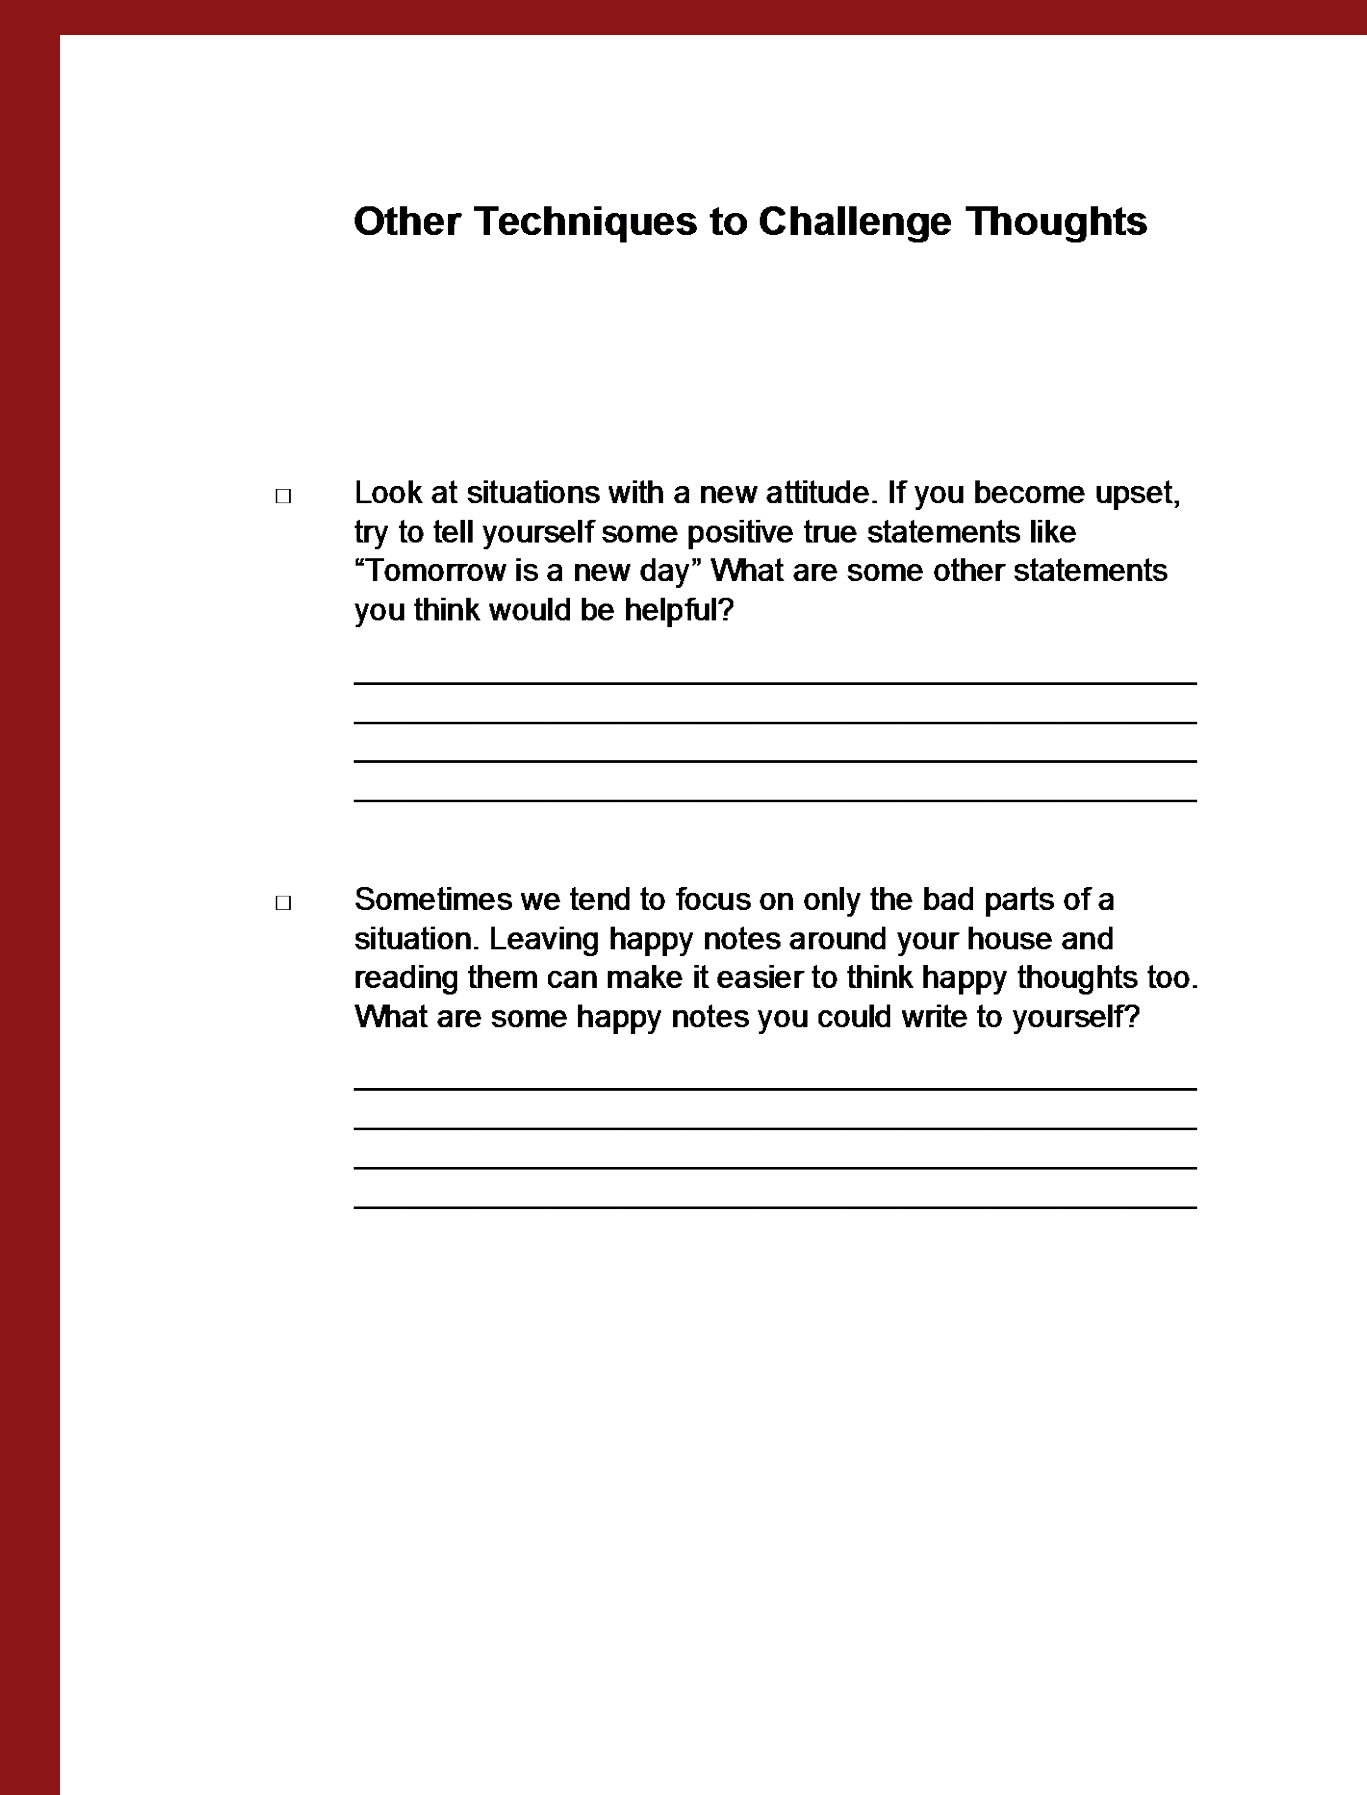 Other Techniques to Challenge Thoughts
□ Look at situations with a new attitude. If you become upset,
try to tell yourself some positive true statements like
“Tomorrow is a new day” What are some other statements
you think would be helpful?
□ Sometimes we tend to focus on only the bad parts of a
situation. Leaving happy notes around your house and
reading them can make it easier to think happy thoughts too.
What are some happy notes you could write to yourself?